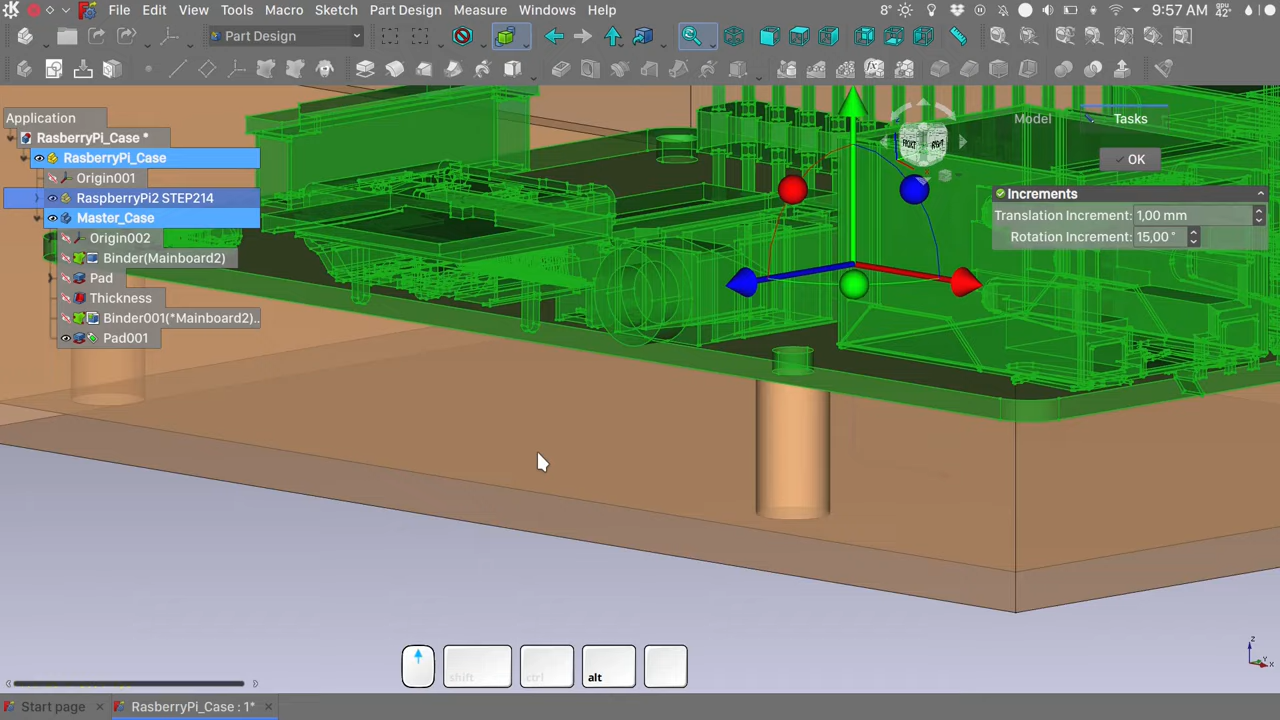 File Edit View Tools Macro Sketch Part Design Measure Windows Help
8° 9:57 AM
Part Design
Application
RasberryPi_Case *
RasberryPi_Case
Origin001
RaspberryPi2 STEP214
Master_Case
Origin002
Binder(Mainboard2)
Pad
Thickness
Binder001(*Mainboard2)..
Pad001
Model Tasks
OK
Increments
Translation Increment: 1,00 mm
Rotation Increment: 15,00 °
shift ctrl alt
Start page RasberryPi_Case : 1*